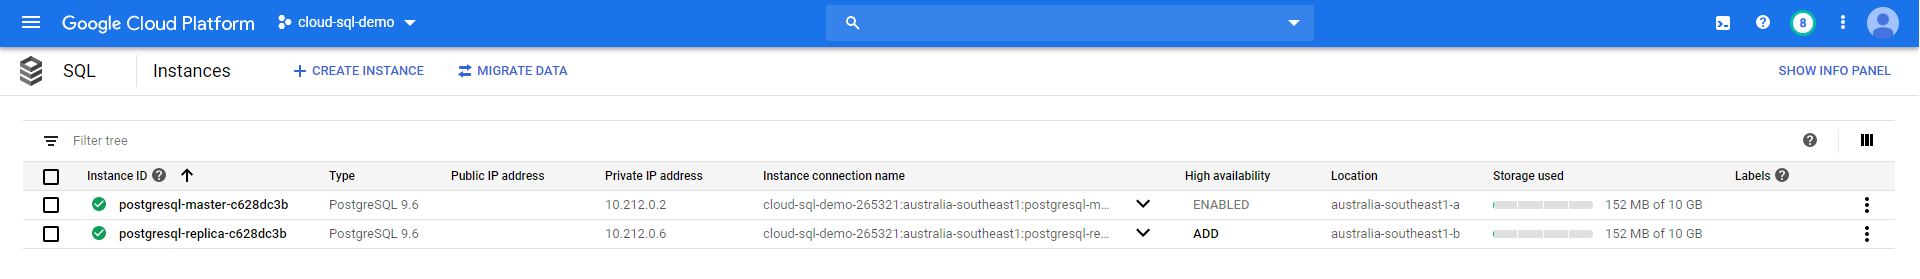 Google Cloud Platform cloud-sql-demo 8
SQL Instances CREATE INSTANCE MIGRATE DATA SHOW INFO PANEL
Filter tree
Instance ID Type Public IP address Private IP address Instance connection name High availability Location Storage used Labels
postgresql-master-c628dc3b PostgreSQL 9.6 10.212.0.2 cloud-sql-demo-265321:australia-southeast1:postgresql-m... ENABLED australia-southeast1-a 152 MB of 10 GB
postgresql-replica-c628dc3b PostgreSQL 9.6 10.212.0.6 cloud-sql-demo-265321:australia-southeast1:postgresql-re... ADD australia-southeast1-b 152 MB of 10 GB